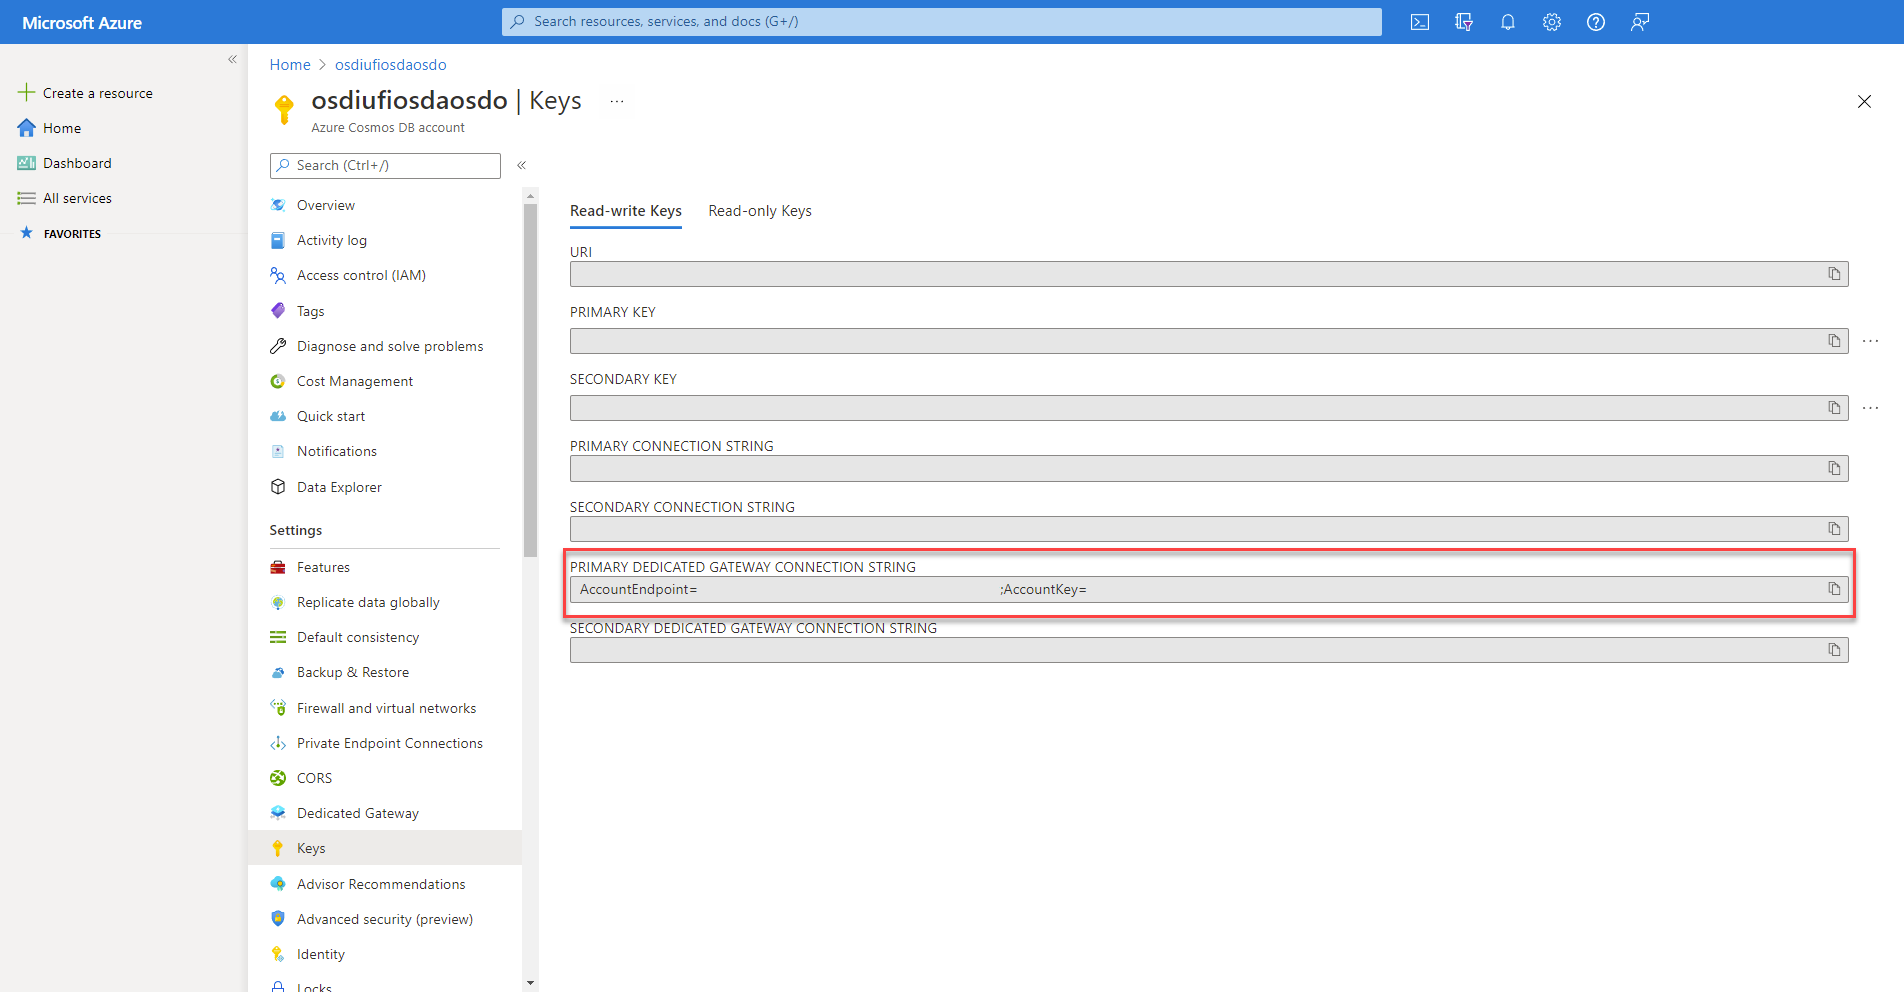 Microsoft Azure
Search resources, services, and docs (G+/)
Create a resource
Home
Dashboard
All services
FAVORITES
Home > osdiufiosdaosdo
osdiufiosdaosdo | Keys ...
Azure Cosmos DB account
Search (Ctrl+/)
Overview
Activity log
Access control (IAM)
Tags
Diagnose and solve problems
Cost Management
Quick start
Notifications
Data Explorer
Settings
Features
Replicate data globally
Default consistency
Backup & Restore
Firewall and virtual networks
Private Endpoint Connections
CORS
Dedicated Gateway
Keys
Advisor Recommendations
Advanced security (preview)
Identity
Locks
Read-write Keys Read-only Keys
URI
PRIMARY KEY
SECONDARY KEY
PRIMARY CONNECTION STRING
SECONDARY CONNECTION STRING
PRIMARY DEDICATED GATEWAY CONNECTION STRING
AccountEndpoint= ;AccountKey=
SECONDARY DEDICATED GATEWAY CONNECTION STRING